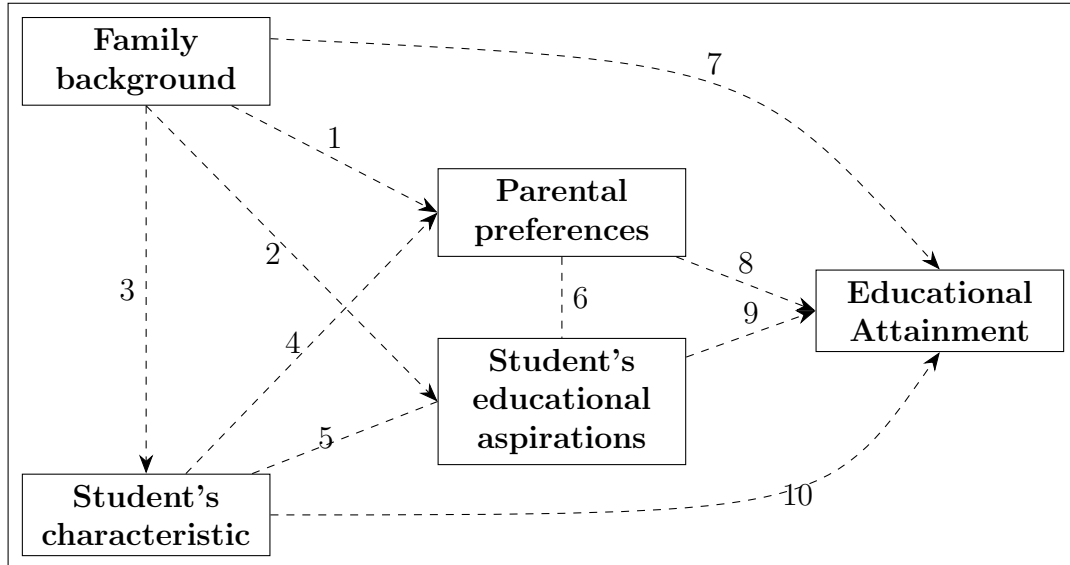 Family
background
7
1
Parental
preferences
2
8
3
6
Educational
Attainment
9
4
Student's
educational
aspirations
5
Student's
characteristic
10